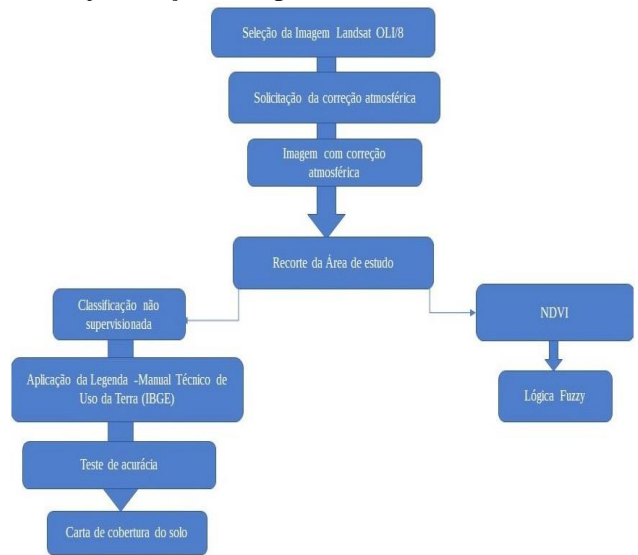 Seleção da Imagem Landsat OLI/8
Solicitação da correção atmosférica
Imagem com correção
atmosférica
Recorte da Área de estudo
Classificação não
supervisionada
NDVI
Aplicação da Legenda -Manual Técnico de
Uso da Terra (IBGE)
Lógica Fuzzy
Teste de acurácia
Carta de cobertura do solo